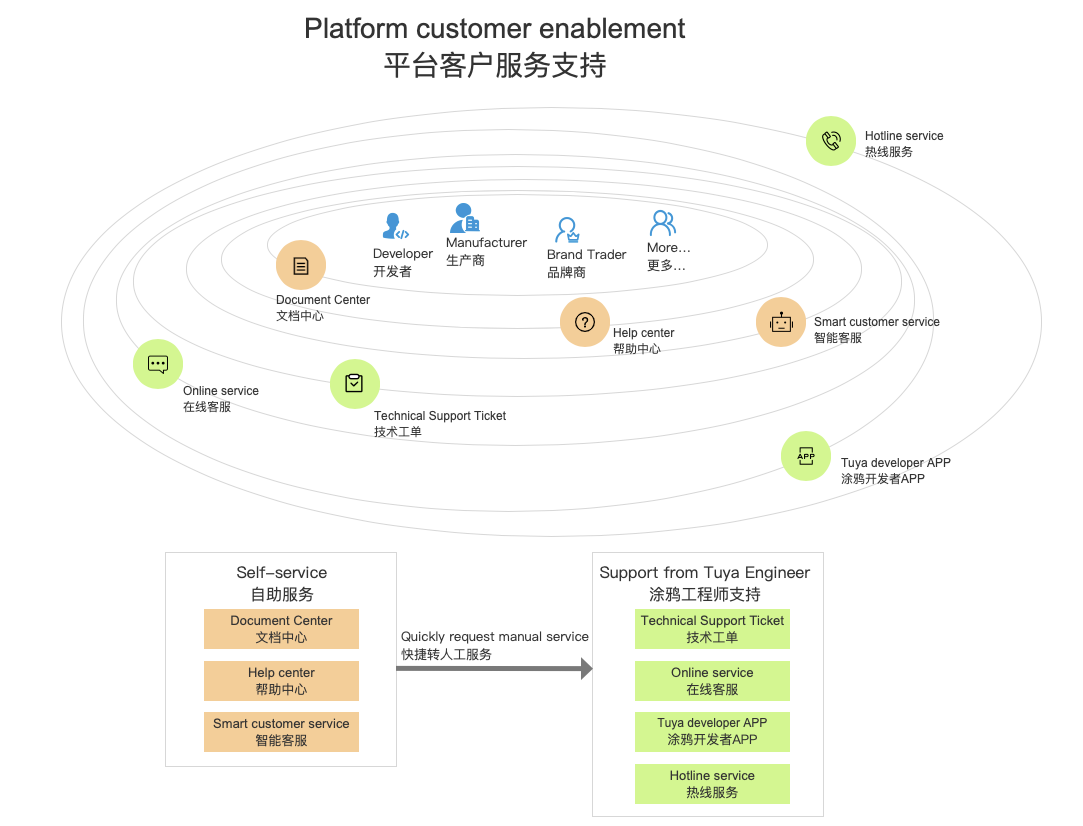 Platform customer enablement
平台客户服务支持
Hotline service
热线服务
Developer
开发者
Manufacturer
生产商
Brand Trader
品牌商
More...
更多...
Document Center
文档中心
Help center
帮助中心
Smart customer service
智能客服
Online service
在线客服
Technical Support Ticket
技术工单
APP
Tuya developer APP
涂鸦开发者APP
Self-service
自助服务
Document Center
文档中心
Help center
帮助中心
Smart customer service
智能客服
Quickly request manual service
快捷转人工服务
Support from Tuya Engineer
涂鸦工程师支持
Technical Support Ticket
技术工单
Online service
在线客服
Tuya developer APP
涂鸦开发者APP
Hotline service
热线服务